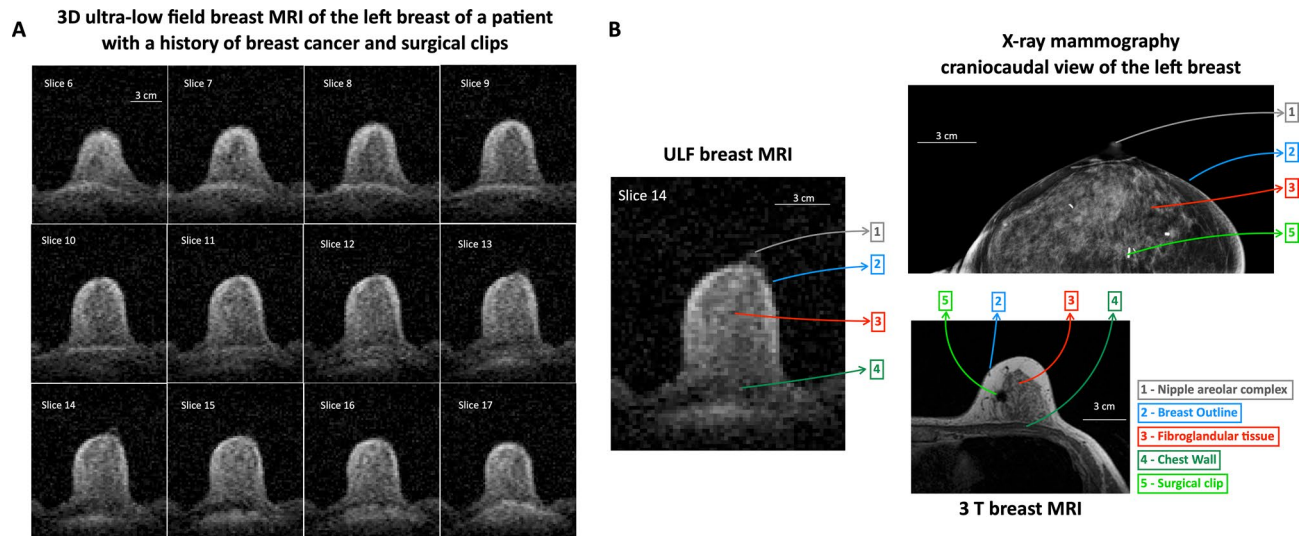 A
3D ultra-low field breast MRI of the left breast of a patient
with a history of breast cancer and surgical clips
Slice 6
3 cm
Slice 7
Slice 8
Slice 9
Slice 10
Slice 11
Slice 12
Slice 13
Slice 14
Slice 15
Slice 16
Slice 17
B
ULF breast MRI
Slice 14
3 cm
1
2
3
4
X-ray mammography
craniocaudal view of the left breast
3 cm
1
2
3
5
5
2
3
4
3 cm
3 T breast MRI
1 - Nipple areolar complex
2 - Breast Outline
3 - Fibroglandular tissue
4 - Chest Wall
5 - Surgical clip